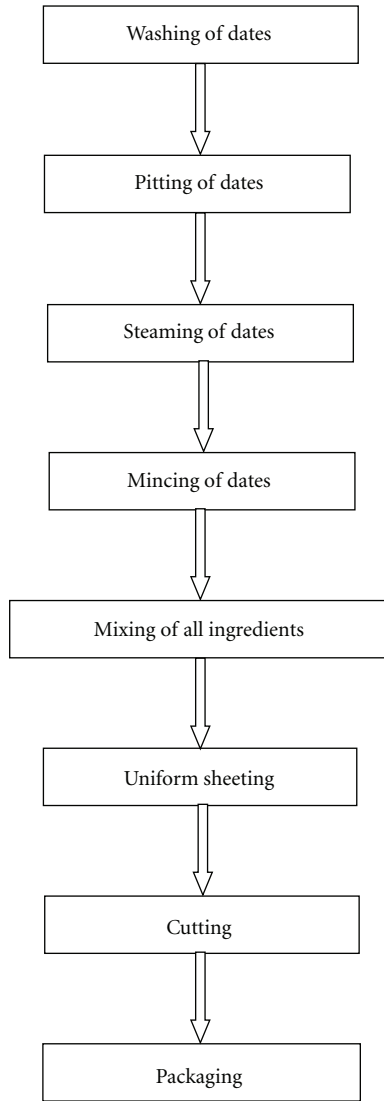 Washing of dates
Pitting of dates
Steaming of dates
Mincing of dates
Mixing of all ingredients
Uniform sheeting
Cutting
Packaging